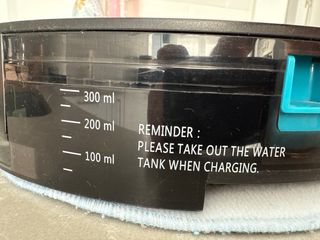 300 ml
200 ml
100 ml
REMINDER :
PLEASE TAKE OUT THE WATER
TANK WHEN CHARGING.